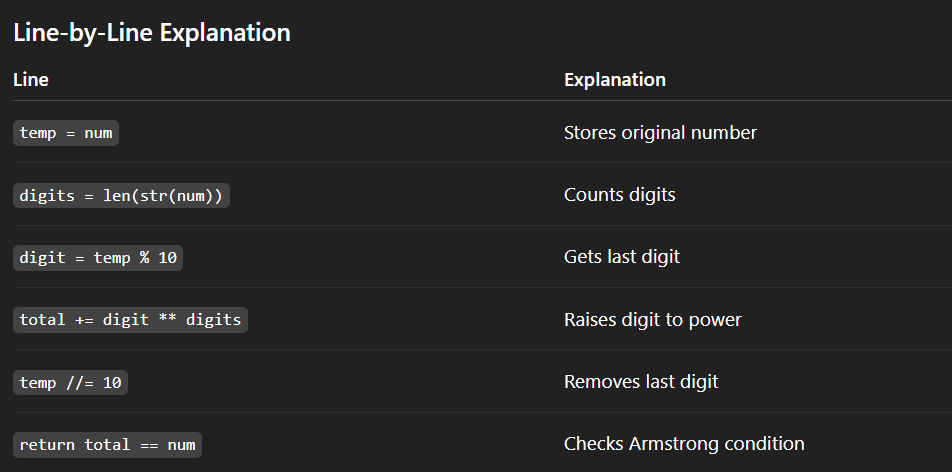 Line-by-Line Explanation
Line Explanation
temp = num Stores original number
digits = len(str(num)) Counts digits
digit = temp % 10 Gets last digit
total += digit ** digits Raises digit to power
temp //= 10 Removes last digit
return total == num Checks Armstrong condition